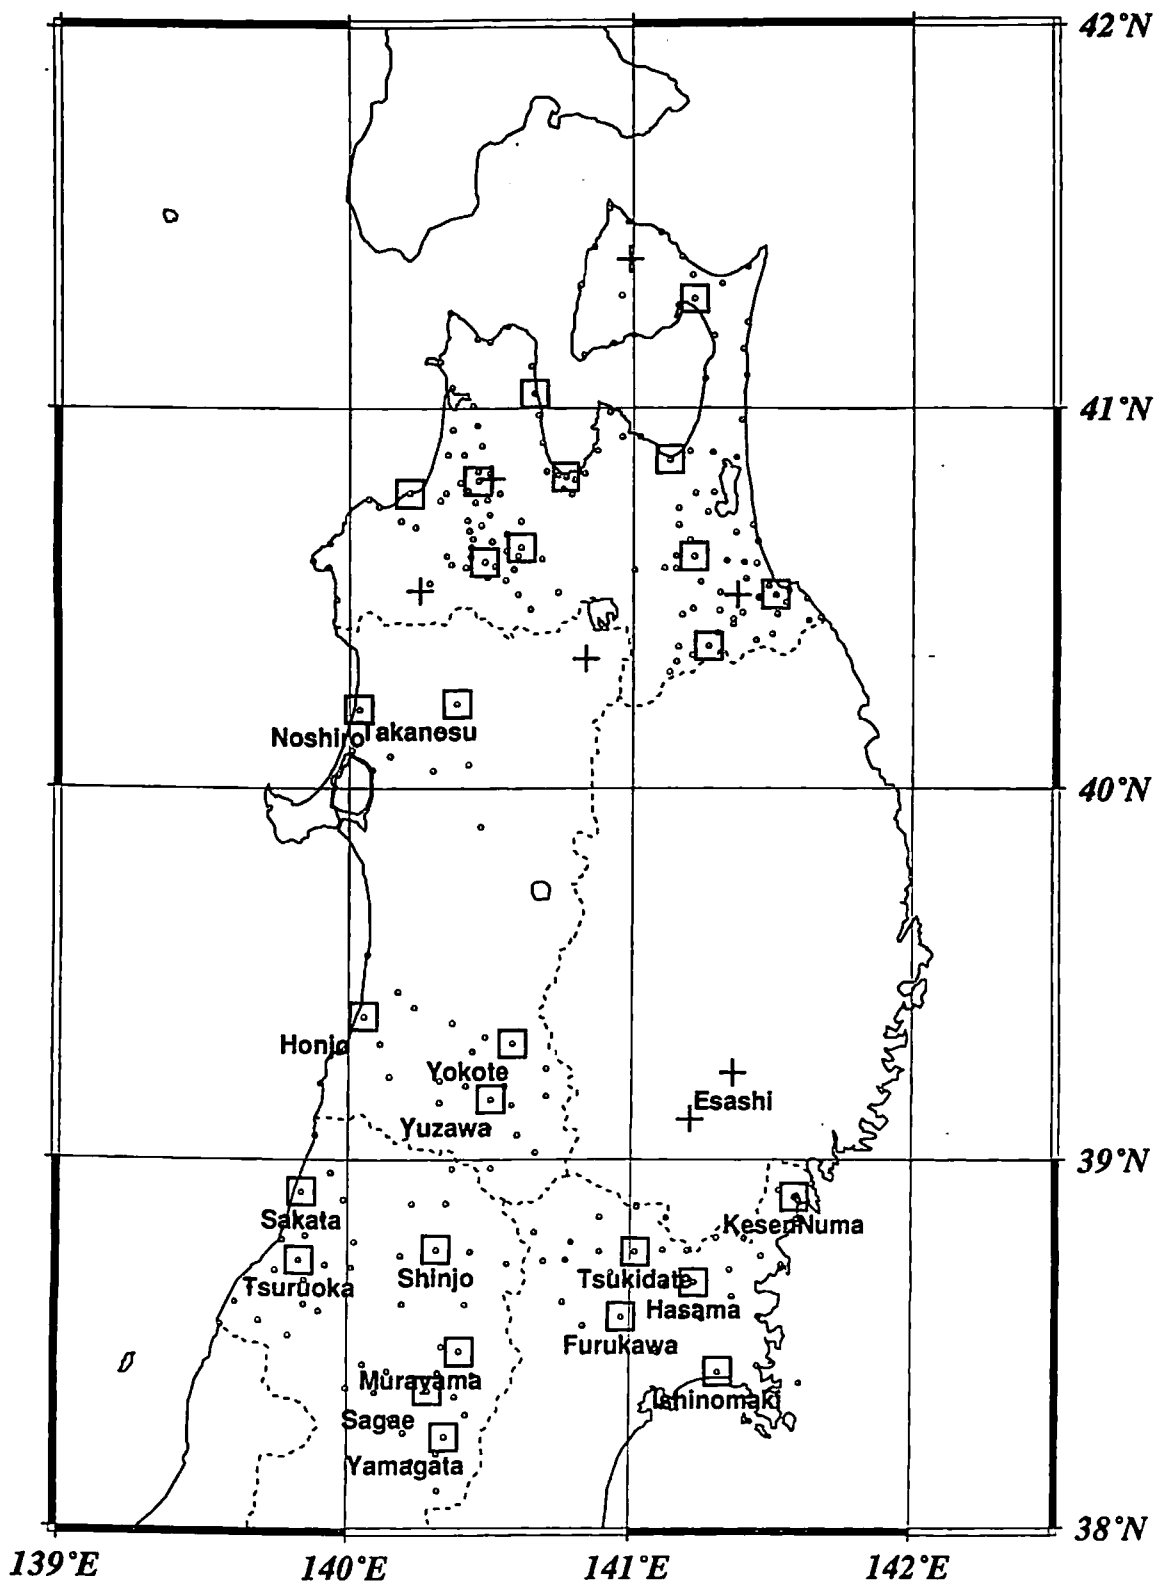 42°N
41°N
Noshiro Takanosu
40°N
Honjo
Yokote
Esashi
Yuzawa
39°N
Sakata
KesenNuma
Tsuruoka
Shinjo
Tsukidate
Hasama
Furukawa
Murayama
Ishinomaki
Sagae
Yamagata
38°N
139°E
140°E
141°E
142°E